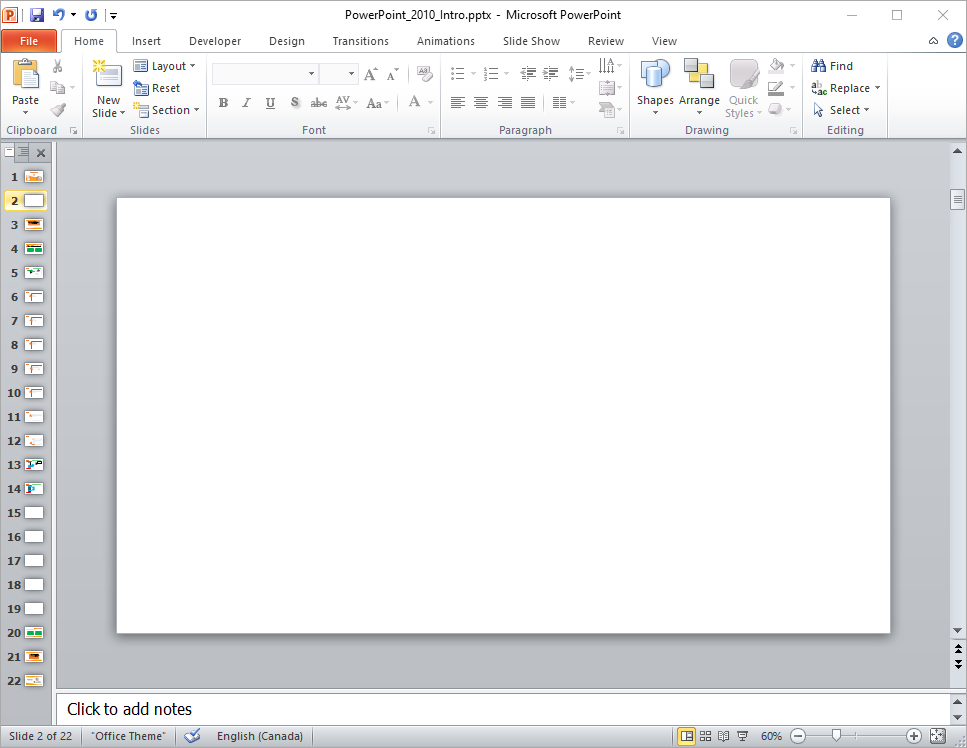 PowerPoint_2010_Intro.pptx - Microsoft PowerPoint
File Home Insert Developer Design Transitions Animations Slide Show Review View
Paste
Clipboard
New Slide
Layout
Reset
Section
Slides
B I U S abc AV Aa A
Font
Paragraph
Shapes
Arrange
Quick Styles
Drawing
Find
Replace
Select
Editing
1
2
3
4
5
6
7
8
9
10
11
12
13
14
15
16
17
18
19
20
21
22
Click to add notes
Slide 2 of 22 "Office Theme" English (Canada) 60%